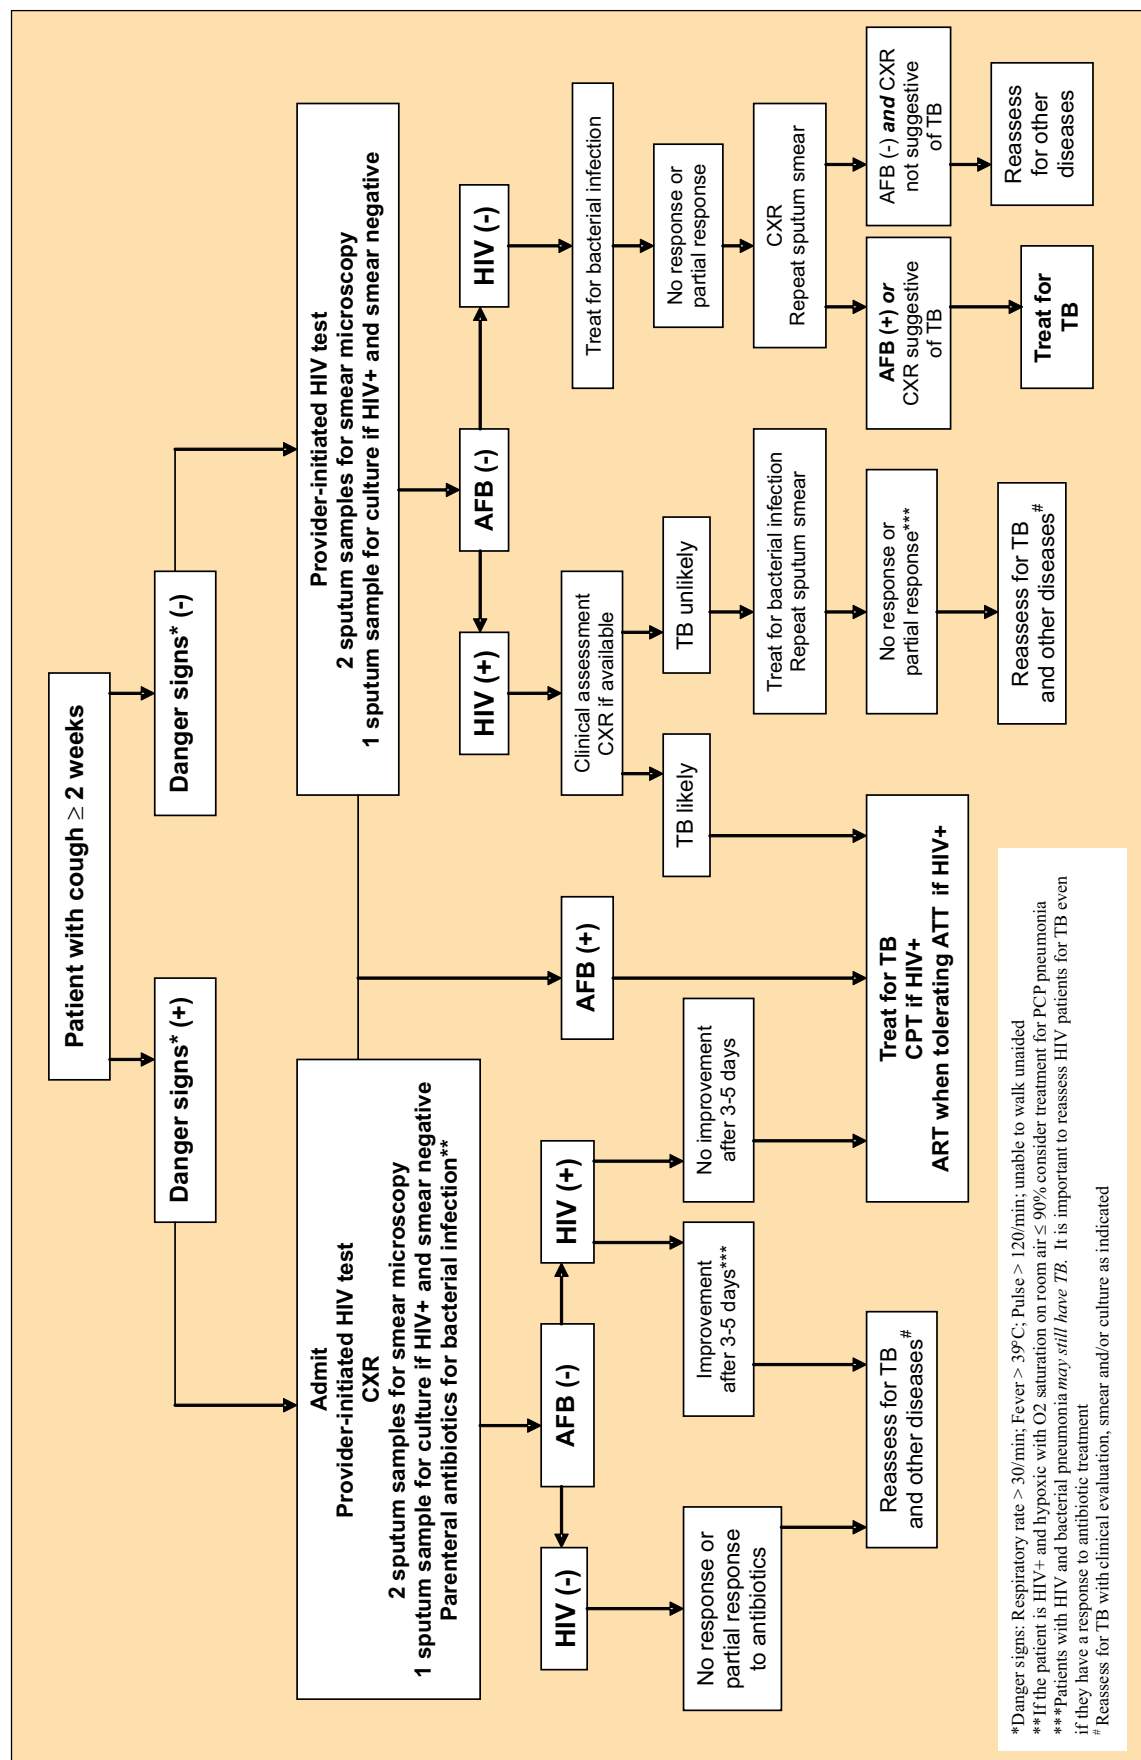 Patient with cough ≥ 2 weeks
Danger signs* (+)
Danger signs* (-)
Admit
Provider-initiated HIV test
CXR
2 sputum samples for smear microscopy
1 sputum sample for culture if HIV+ and smear negative
Parenteral antibiotics for bacterial infection**
Provider-initiated HIV test
2 sputum samples for smear microscopy
1 sputum sample for culture if HIV+ and smear negative
AFB (-)
HIV (-)
HIV (+)
AFB (+)
AFB (-)
HIV (+)
HIV (-)
No response or
partial response
to antibiotics
Improvement
after 3-5 days***
No improvement
after 3-5 days
Clinical assessment
CXR if available
TB likely
TB unlikely
Treat for bacterial infection
No response or
partial response
Treat for bacterial infection
Repeat sputum smear
CXR
Repeat sputum smear
Reassess for TB
and other diseases#
Treat for TB
CPT if HIV+
ART when tolerating ATT if HIV+
No response or
partial response***
AFB (+) or
CXR suggestive
of TB
AFB (-) and CXR
not suggestive
of TB
Reassess for TB
and other diseases#
Treat for
TB
Reassess
for other
diseases
*Danger signs: Respiratory rate > 30/min; Fever > 39°C; Pulse > 120/min; unable to walk unaided
**If the patient is HIV+ and hypoxic with O2 saturation on room air ≤ 90% consider treatment for PCP pneumonia
***Patients with HIV and bacterial pneumonia may still have TB. It is important to reassess HIV patients for TB even
if they have a response to antibiotic treatment
# Reassess for TB with clinical evaluation, smear and/or culture as indicated